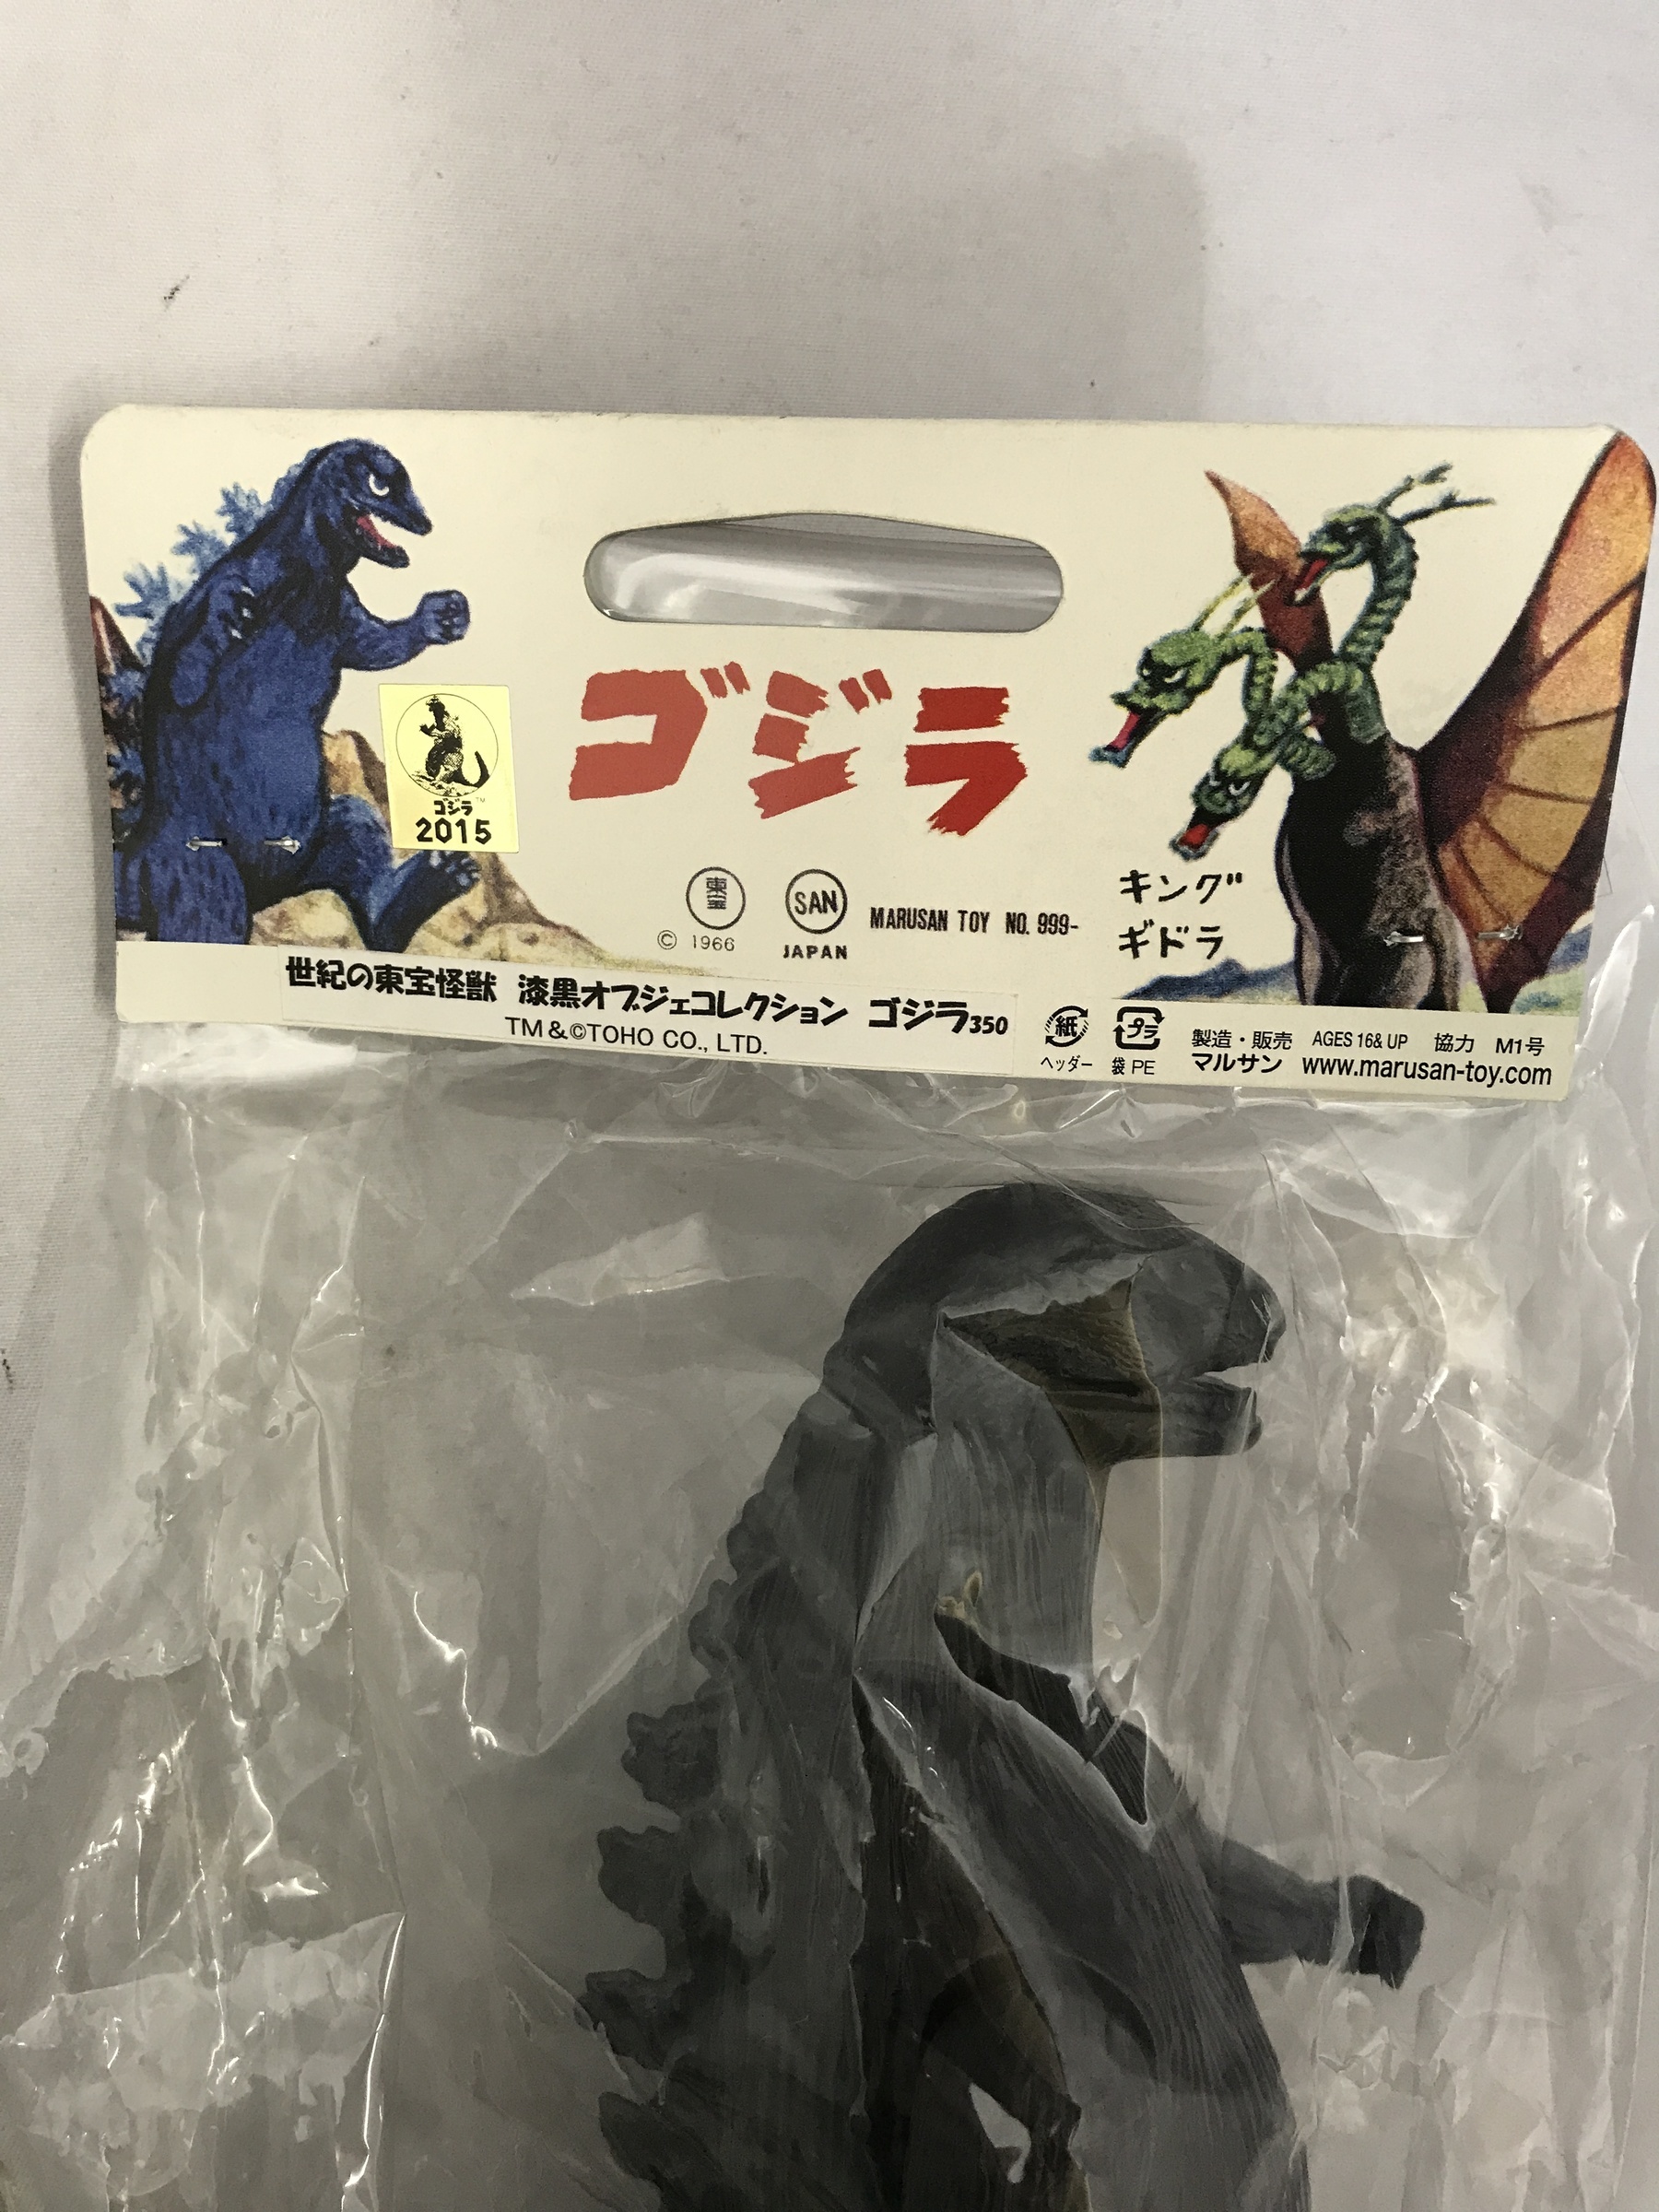 ゴジラ
ゴジラ™
2015
東宝
© 1966
SAN
JAPAN
MARUSAN TOY NO. 999-
キング
ギドラ
世紀の東宝怪獣 漆黒オブジェコレクション ゴジラ350
TM&©TOHO CO., LTD.
紙
ヘッダー
プラ
袋 PE
製造・販売 AGES 16& UP 協力 M1号
マルサン www.marusan-toy.com